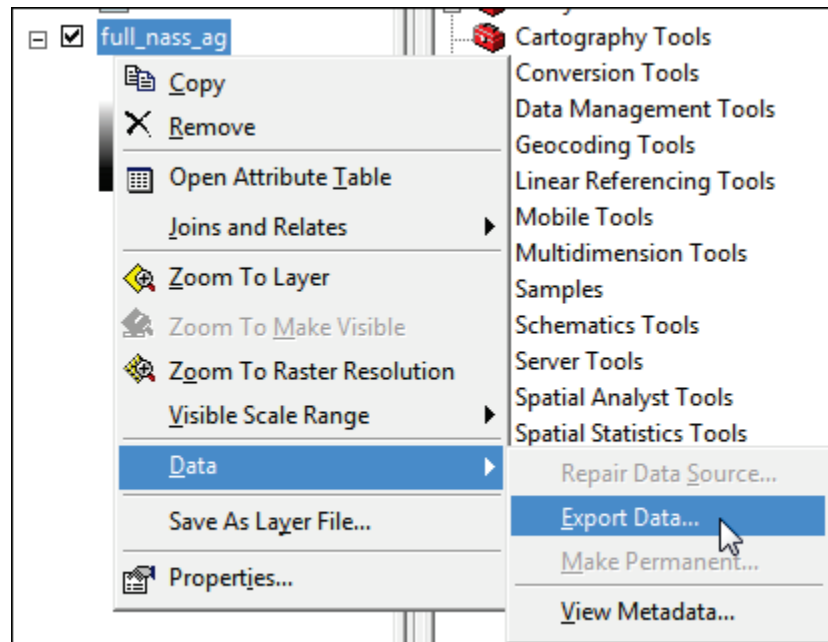 full_nass_ag
Copy
Remove
Open Attribute Table
Joins and Relates
Zoom To Layer
Zoom To Make Visible
Zoom To Raster Resolution
Visible Scale Range
Data
Save As Layer File...
Properties...
Cartography Tools
Conversion Tools
Data Management Tools
Geocoding Tools
Linear Referencing Tools
Mobile Tools
Multidimension Tools
Samples
Schematics Tools
Server Tools
Spatial Analyst Tools
Spatial Statistics Tools
Repair Data Source...
Export Data...
Make Permanent...
View Metadata...